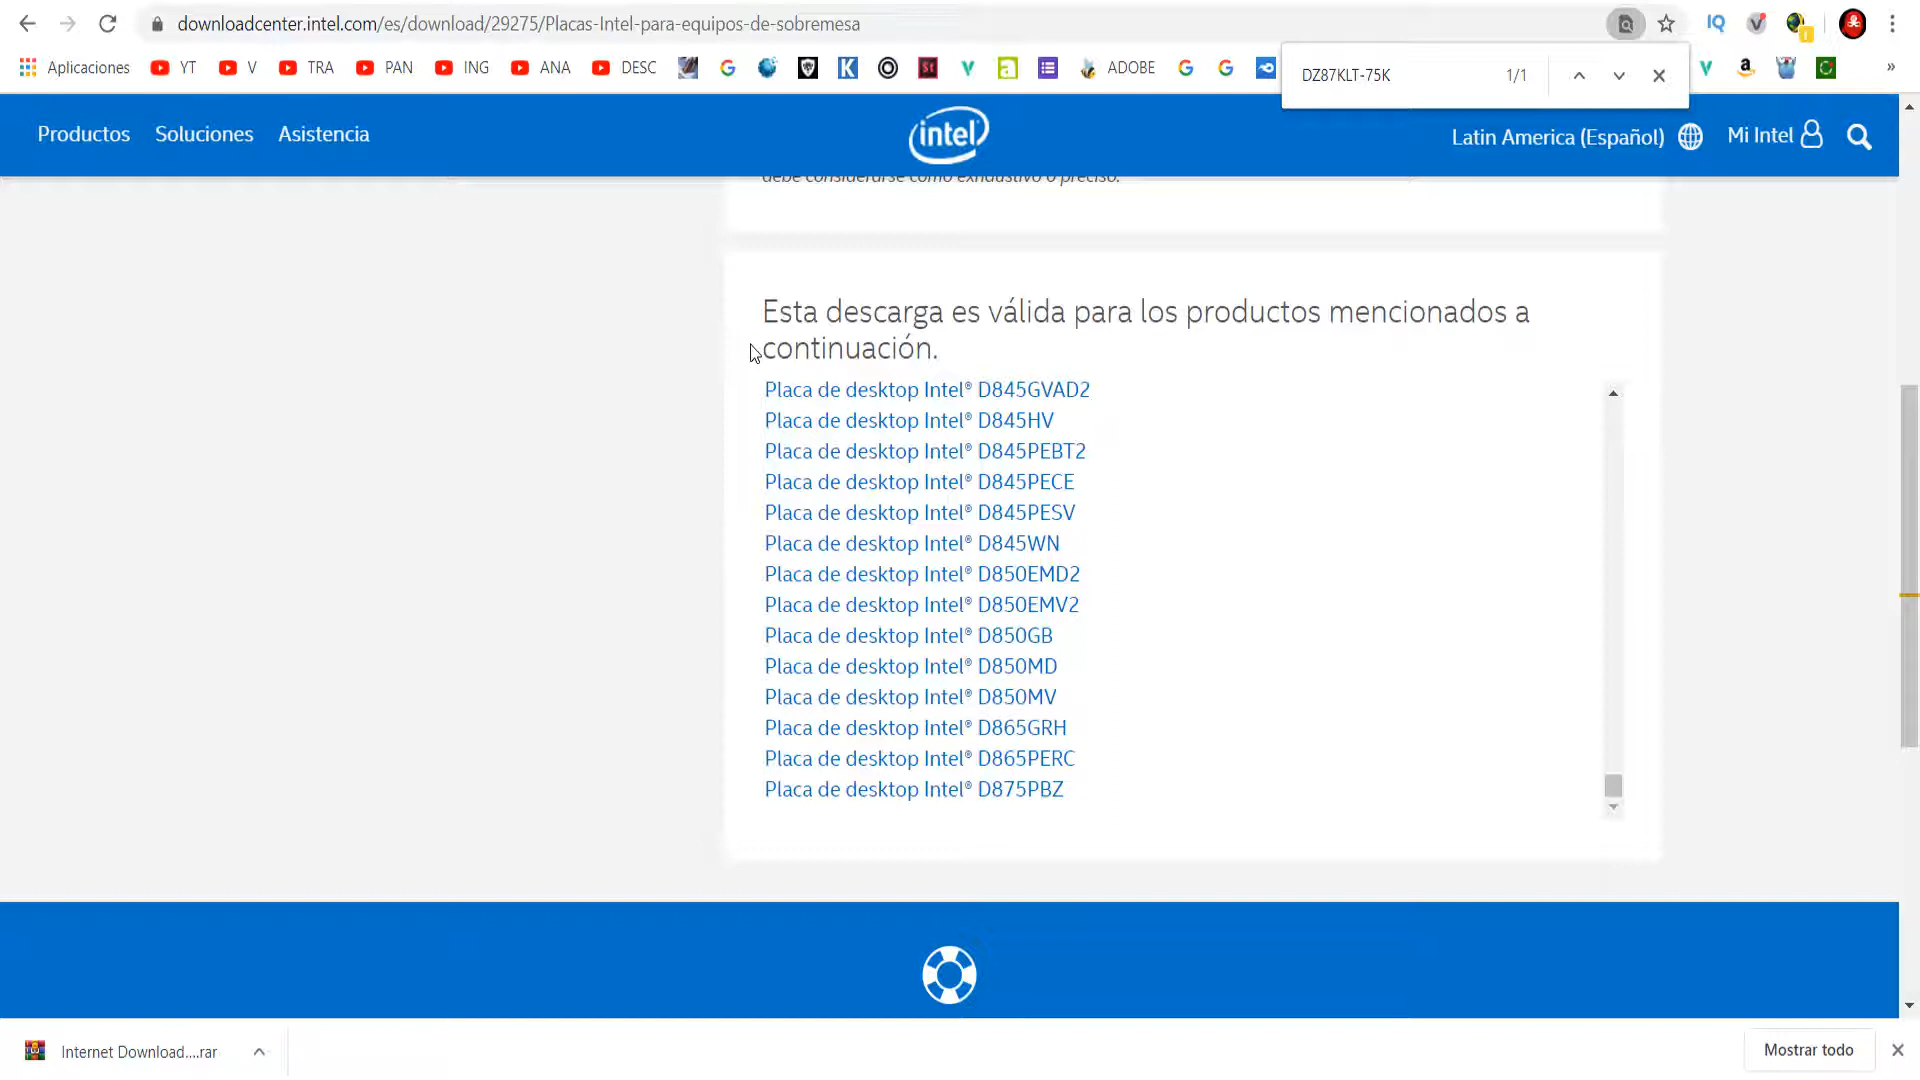 downloadcenter.intel.com/es/download/29275/Placas-Intel-para-equipos-de-sobremesa
IQ
Aplicaciones
YT
V
TRA
PAN
ING
ANA
DESC
ADOBE
»
DZ87KLT-75K
1/1
Productos
Soluciones
Asistencia
intel
Latin America (Español)
Mi Intel
debe considerarse como exhaustivo o preciso.
Esta descarga es válida para los productos mencionados a
continuación.
Placa de desktop Intel® D845GVAD2
Placa de desktop Intel® D845HV
Placa de desktop Intel® D845PEBT2
Placa de desktop Intel® D845PECE
Placa de desktop Intel® D845PESV
Placa de desktop Intel® D845WN
Placa de desktop Intel® D850EMD2
Placa de desktop Intel® D850EMV2
Placa de desktop Intel® D850GB
Placa de desktop Intel® D850MD
Placa de desktop Intel® D850MV
Placa de desktop Intel® D865GRH
Placa de desktop Intel® D865PERC
Placa de desktop Intel® D875PBZ
Internet Download....rar
Mostrar todo